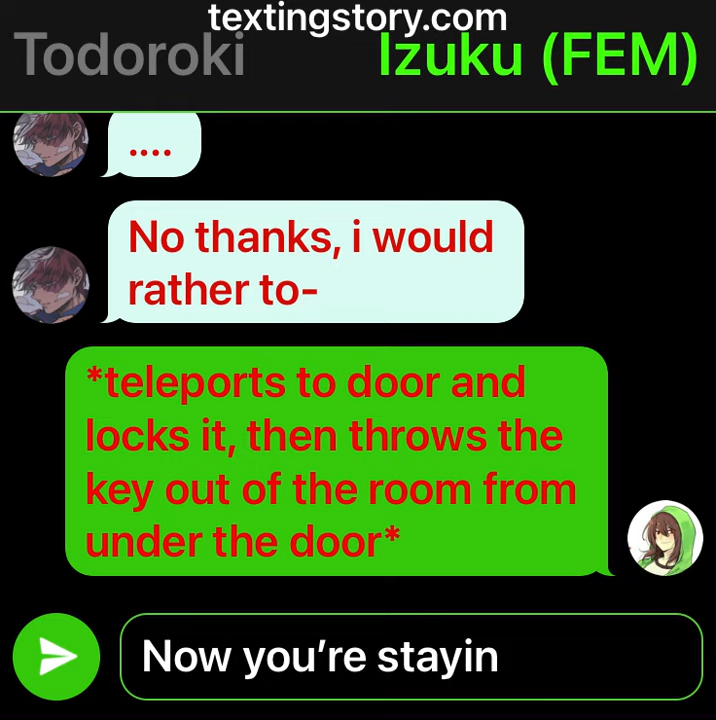 textingstory.com
Todoroki
Izuku (FEM)
....
No thanks, i would
rather to-
*teleports to door and
locks it, then throws the
key out of the room from
under the door*
Now you’re stayin